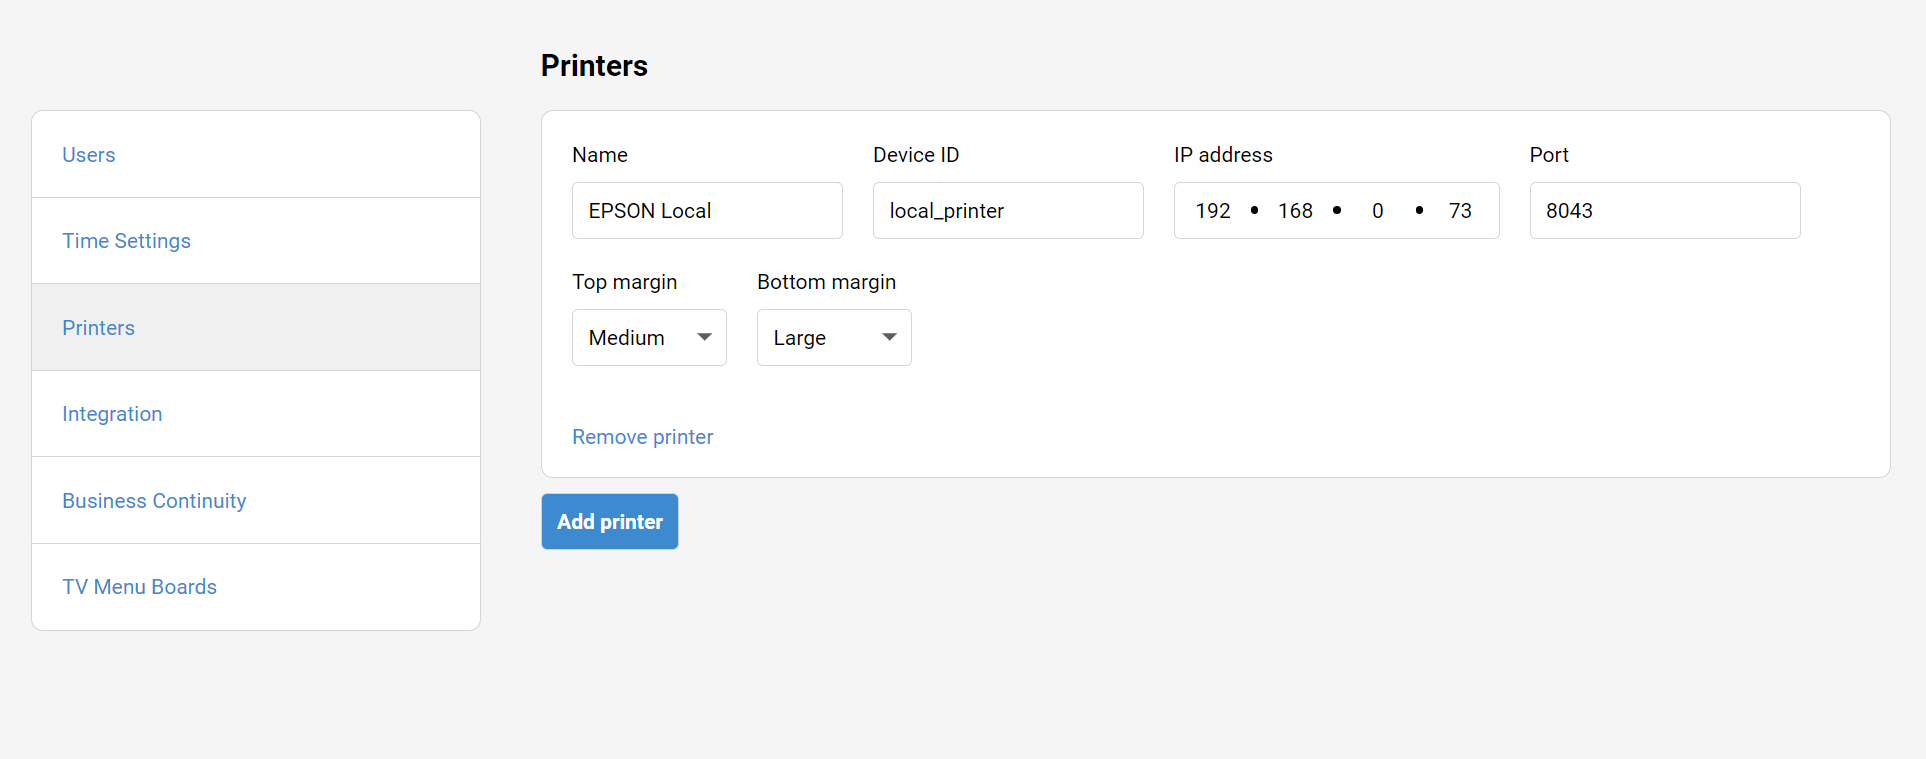 Printers
Users
Time Settings
Printers
Integration
Business Continuity
TV Menu Boards
Name Device ID IP address Port
EPSON Local local_printer 192 • 168 • 0 • 73 8043
Top margin Bottom margin
Medium Large
Remove printer
Add printer